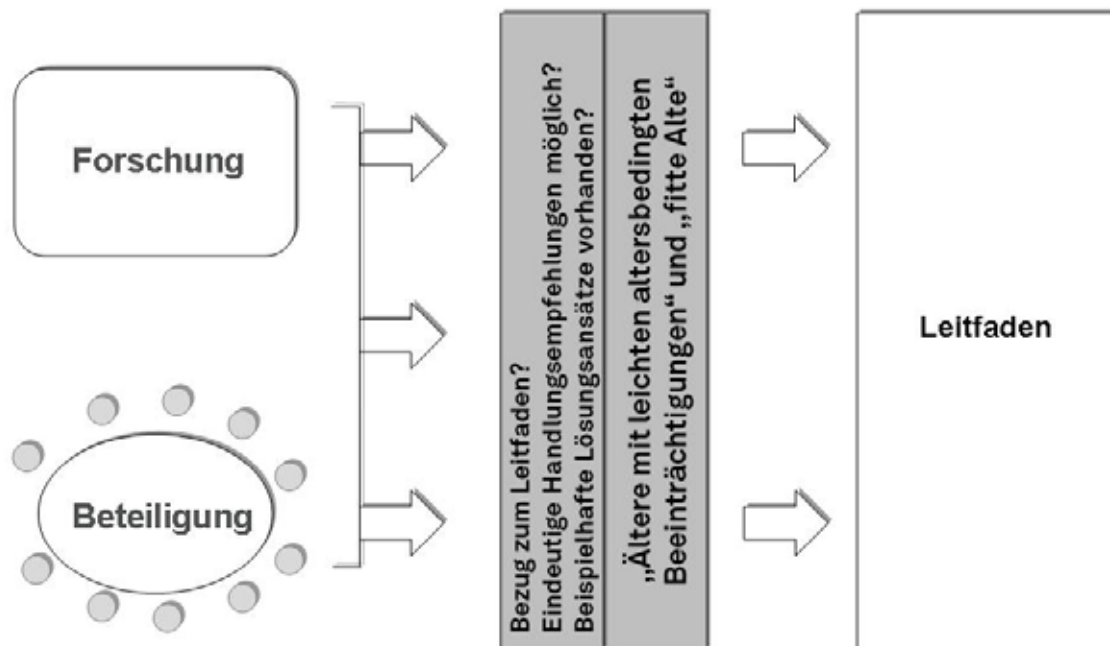 Forschung
Beteiligung
Bezug zum Leitfaden?
Eindeutige Handlungsempfehlungen möglich?
Beispielhafte Lösungsansätze vorhanden?
„Ältere mit leichten altersbedingten
Beeinträchtigungen“ und „fitte Alte“
Leitfaden